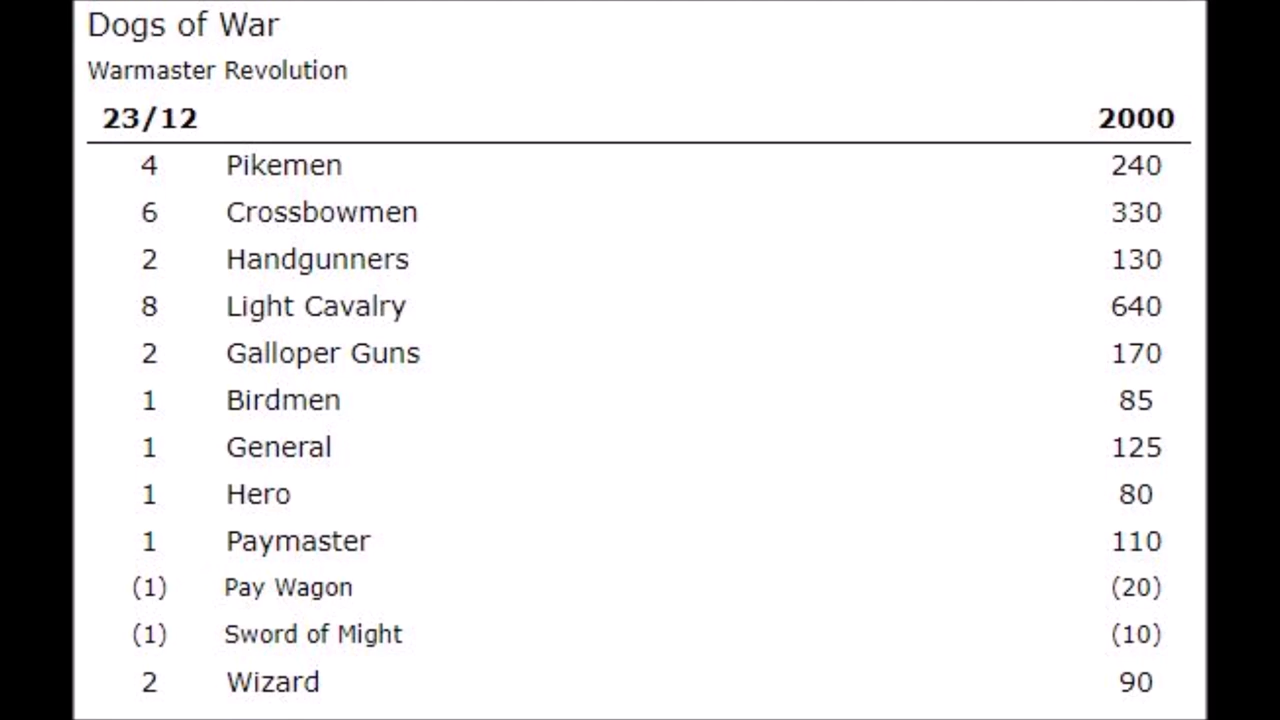 Dogs of War
Warmaster Revolution
23/12 2000
4 Pikemen 240
6 Crossbowmen 330
2 Handgunners 130
8 Light Cavalry 640
2 Galloper Guns 170
1 Birdmen 85
1 General 125
1 Hero 80
1 Paymaster 110
(1) Pay Wagon (20)
(1) Sword of Might (10)
2 Wizard 90